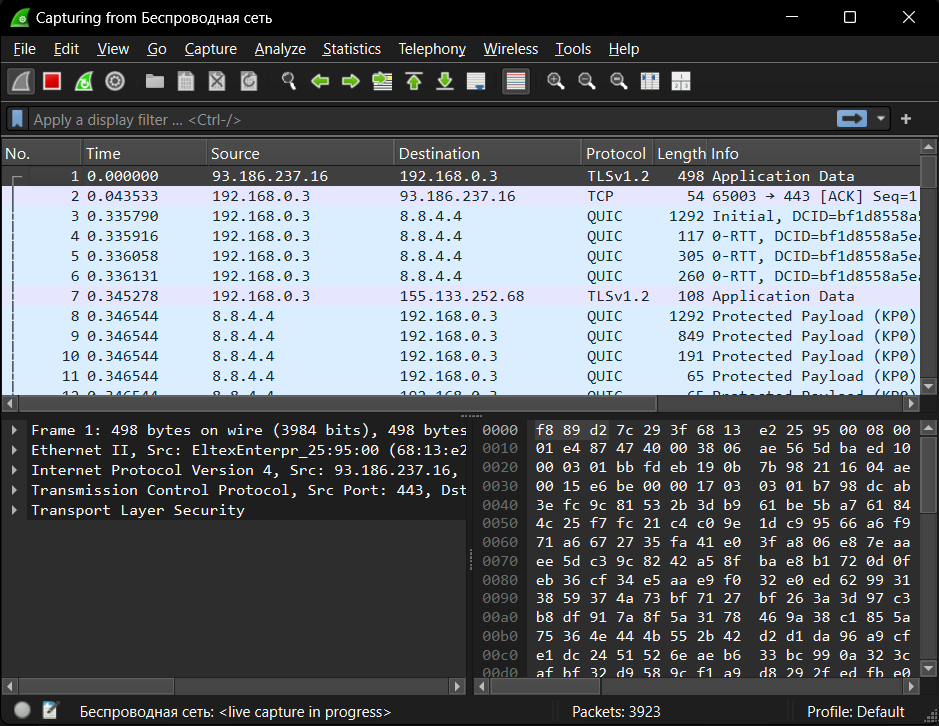 Capturing from Беспроводная сеть
File Edit View Go Capture Analyze Statistics Telephony Wireless Tools Help
Apply a display filter … <Ctrl-/>
No. Time Source Destination Protocol Length Info
1 0.000000 93.186.237.16 192.168.0.3 TLSv1.2 498 Application Data
2 0.043533 192.168.0.3 93.186.237.16 TCP 54 65003 → 443 [ACK] Seq=1
3 0.335790 192.168.0.3 8.8.4.4 QUIC 1292 Initial, DCID=bf1d8558a5
4 0.335916 192.168.0.3 8.8.4.4 QUIC 117 0-RTT, DCID=bf1d8558a5ea
5 0.336058 192.168.0.3 8.8.4.4 QUIC 305 0-RTT, DCID=bf1d8558a5ea
6 0.336131 192.168.0.3 8.8.4.4 QUIC 260 0-RTT, DCID=bf1d8558a5ea
7 0.345278 192.168.0.3 155.133.252.68 TLSv1.2 108 Application Data
8 0.346544 8.8.4.4 192.168.0.3 QUIC 1292 Protected Payload (KP0)
9 0.346544 8.8.4.4 192.168.0.3 QUIC 849 Protected Payload (KP0)
10 0.346544 8.8.4.4 192.168.0.3 QUIC 191 Protected Payload (KP0)
11 0.346544 8.8.4.4 192.168.0.3 QUIC 65 Protected Payload (KP0)
Frame 1: 498 bytes on wire (3984 bits), 498 bytes
Ethernet II, Src: EltexEnterpr_25:95:00 (68:13:e2
Internet Protocol Version 4, Src: 93.186.237.16,
Transmission Control Protocol, Src Port: 443, Dst
Transport Layer Security
0000 f8 89 d2 7c 29 3f 68 13 e2 25 95 00 08 00
0010 01 e4 87 47 40 00 38 06 ae 56 5d ba ed 10
0020 00 03 01 bb fd eb 19 0b 7b 98 21 16 04 ae
0030 00 15 e6 be 00 00 17 03 03 01 b7 98 dc ab
0040 3e fc 9c 81 53 2b 3d b9 61 be 5b a7 61 84
0050 4c 25 f7 fc 21 c4 c0 9e 1d c9 95 66 a6 f9
0060 71 a6 67 27 35 fa 41 e0 3f a8 06 e8 7e aa
0070 ee 5d c3 9c 82 42 a5 8f ba e8 b1 72 0d 0f
0080 eb 36 cf 34 e5 aa e9 f0 32 e0 ed 62 99 31
0090 38 59 37 4a 73 bf 71 27 bf 26 3a 3d 97 c3
00a0 b8 df 91 7a 8f 5a 31 78 46 9a 38 c1 85 5a
00b0 75 36 4e 44 4b 55 2b 42 d2 d1 da 96 a9 cf
00c0 e1 dc 24 51 52 6e ae b6 33 bc 99 0a 32 3c
00d0 af bf 32 d9 58 9c f1 a9 d8 29 2f ed fb e0
Беспроводная сеть: <live capture in progress>
Packets: 3923
Profile: Default